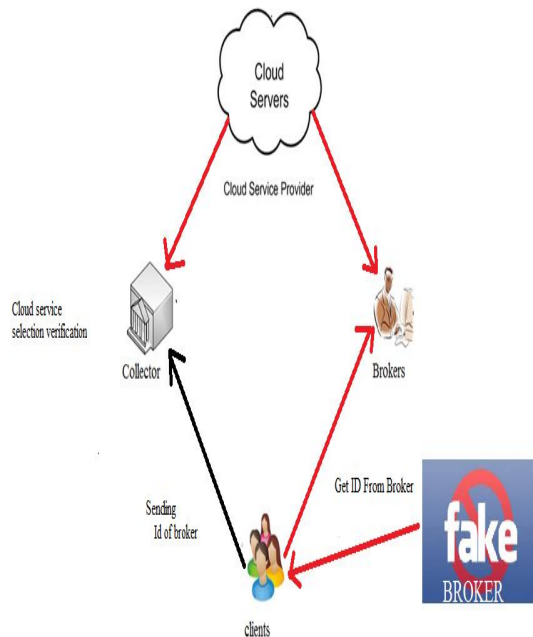 Cloud
Servers
Cloud Service Provider
Cloud service
selection verification
Collector
Brokers
Get ID From Broker
Sending
Id of broker
fake
BROKER
clients